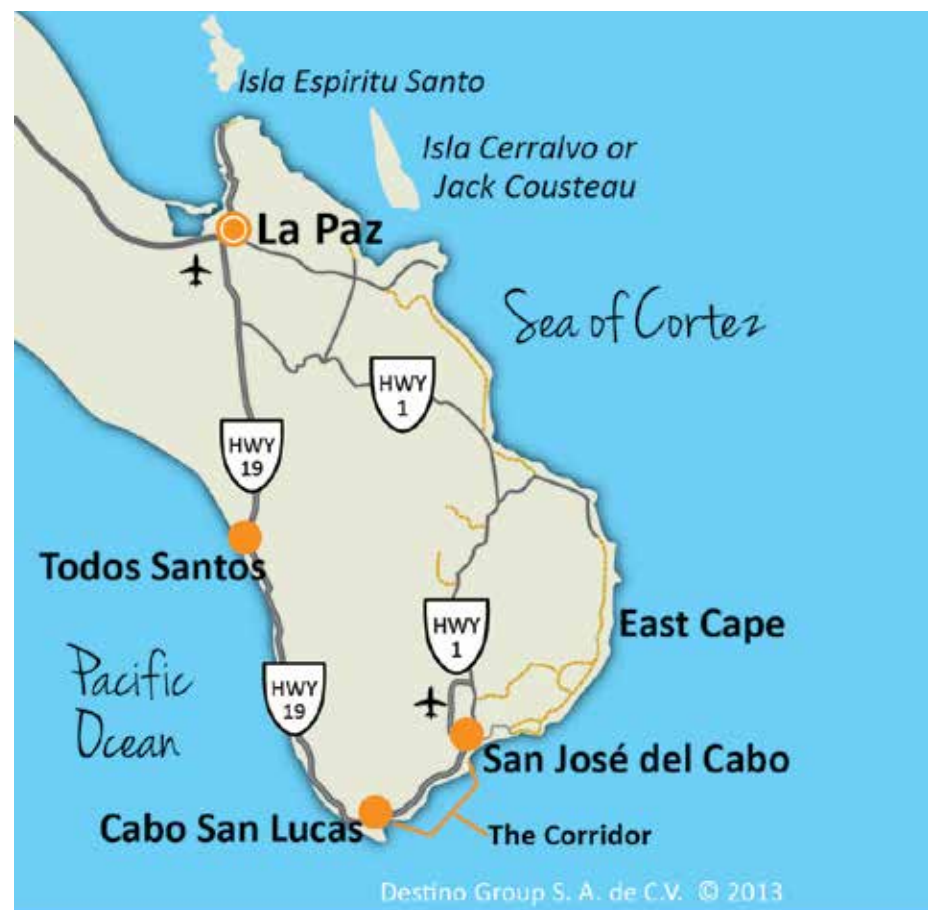 Isla Espiritu Santo
Isla Cerralvo or
Jack Cousteau
La Paz
Sea of Cortez
HWY
1
HWY
19
Todos Santos
HWY
1
East Cape
Pacific
Ocean
HWY
19
San José del Cabo
Cabo San Lucas
The Corridor
Destino Group S. A. de C.V. © 2013